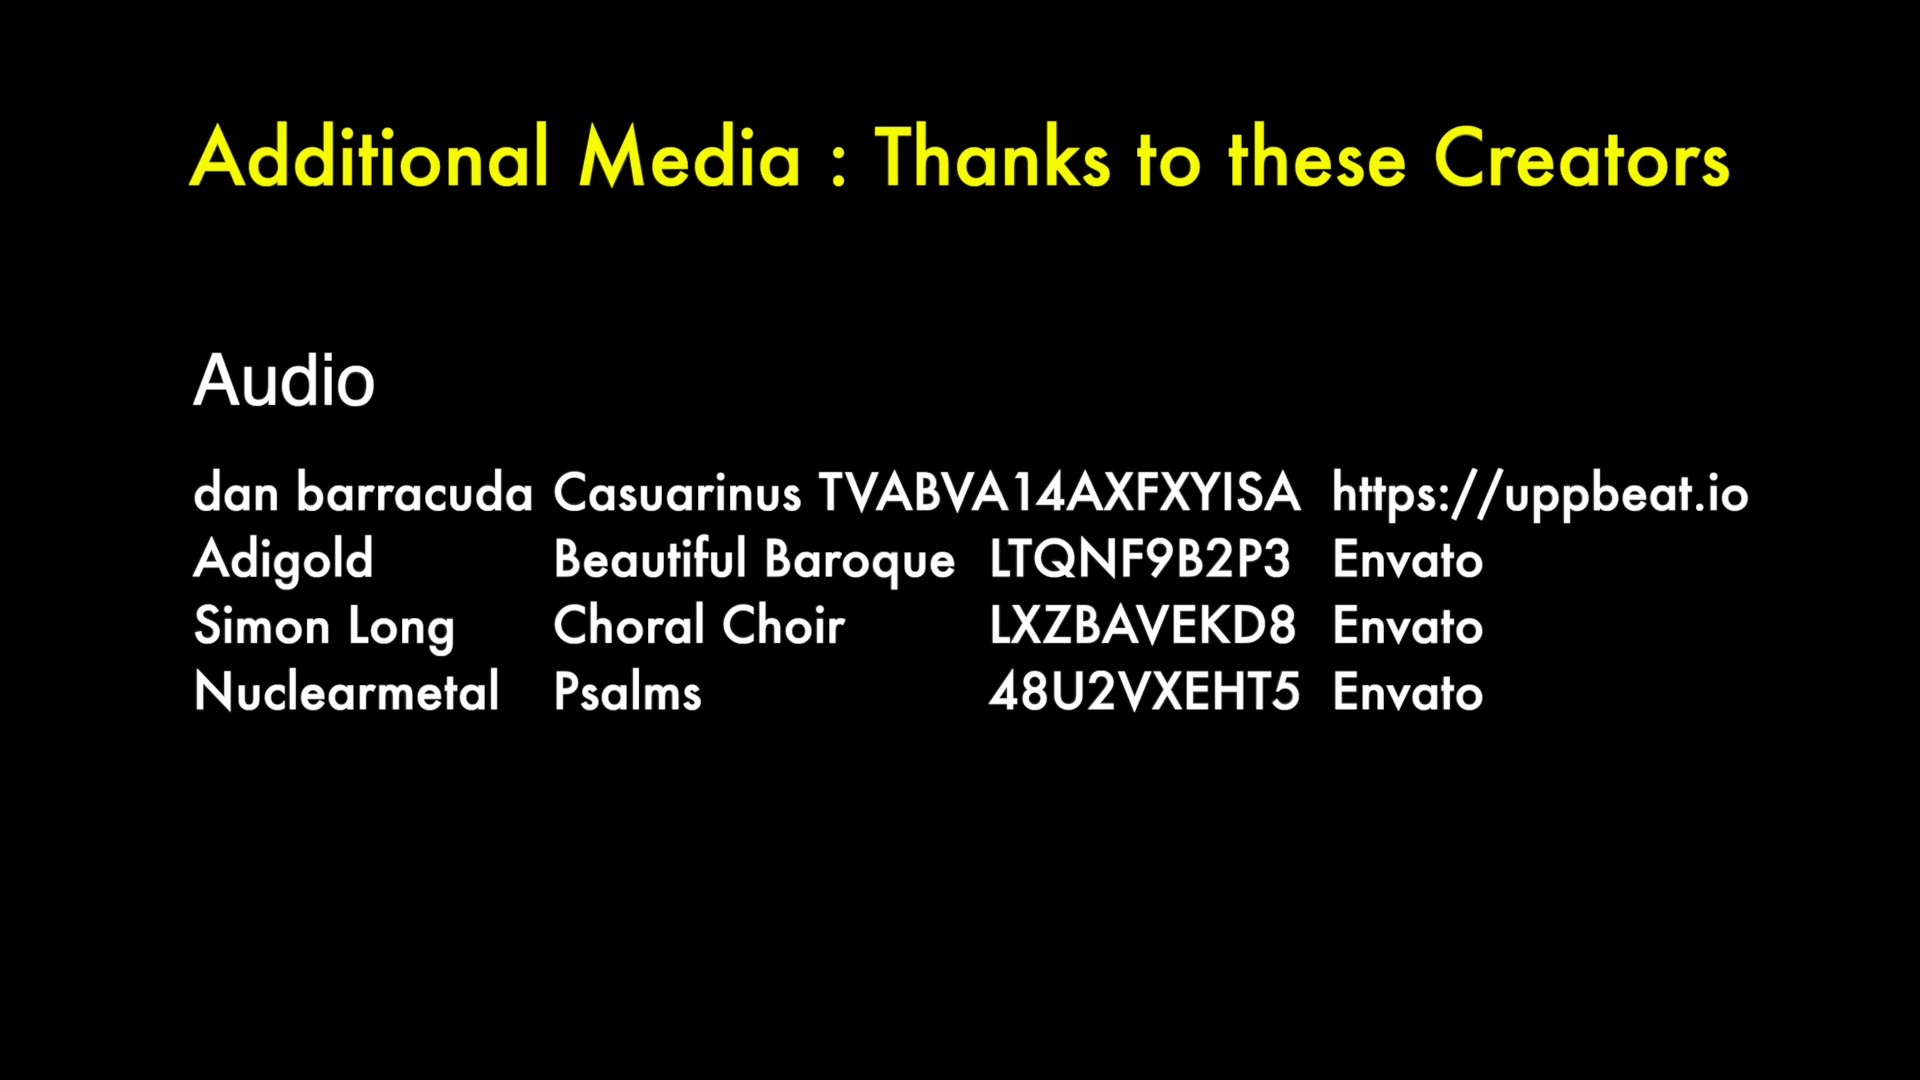 Additional Media : Thanks to these Creators
Audio
dan barracuda Casuarinus TVABVA14AXFXYISA https://uppbeat.io
Adigold Beautiful Baroque LTQNF9B2P3 Envato
Simon Long Choral Choir LXZBAVEKD8 Envato
Nuclearmetal Psalms 48U2VXEHT5 Envato